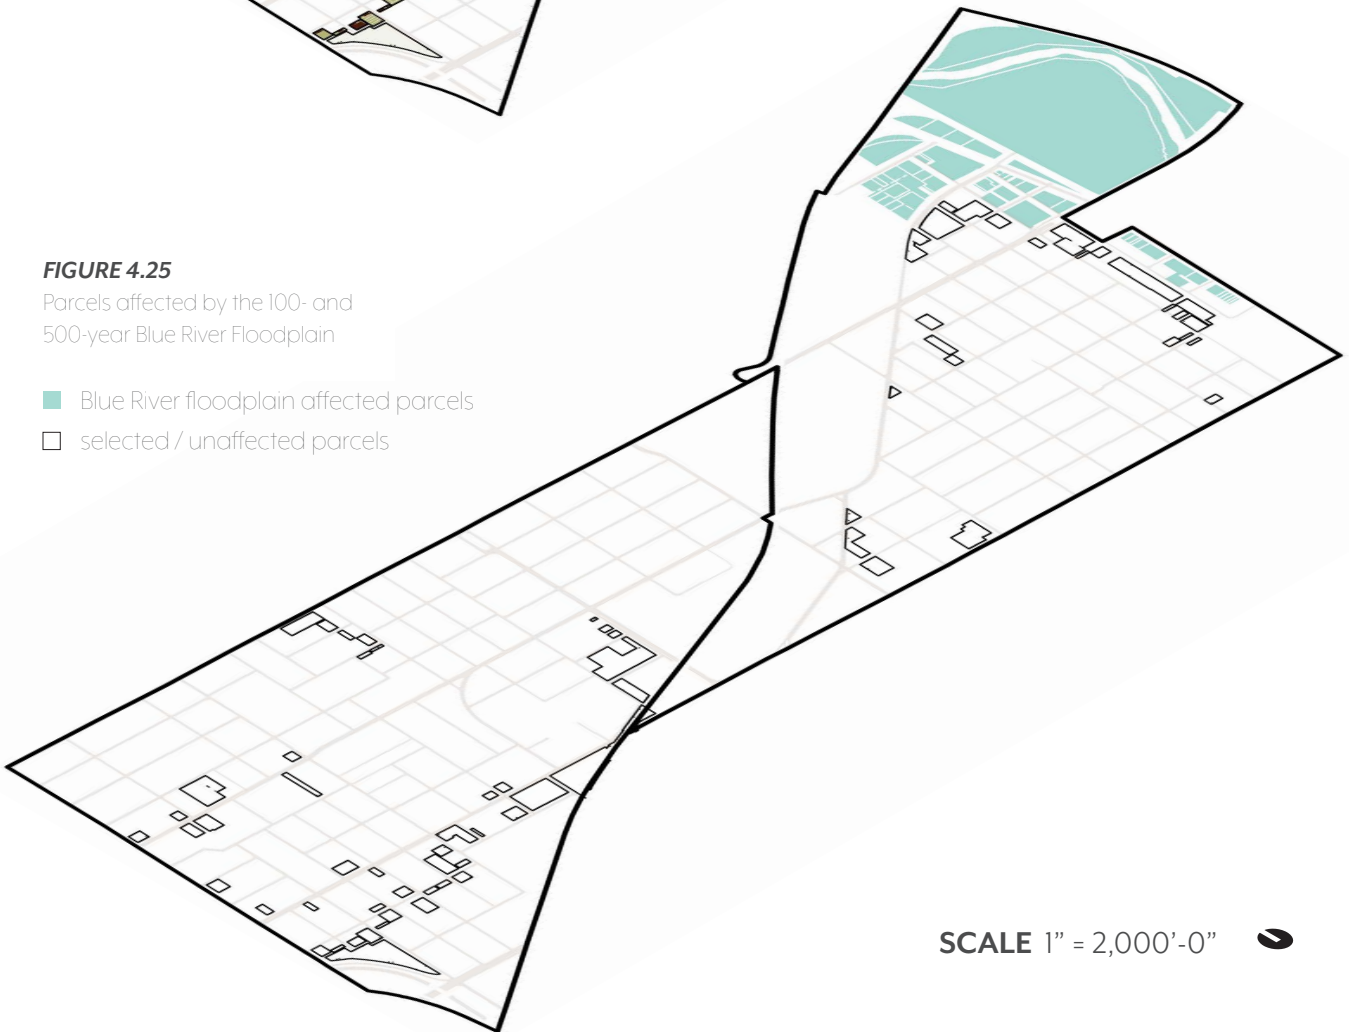 FIGURE 4.25
Parcels affected by the 100- and
500-year Blue River Floodplain
Blue River floodplain affected parcels
selected / unaffected parcels
SCALE 1” = 2,000’-0”